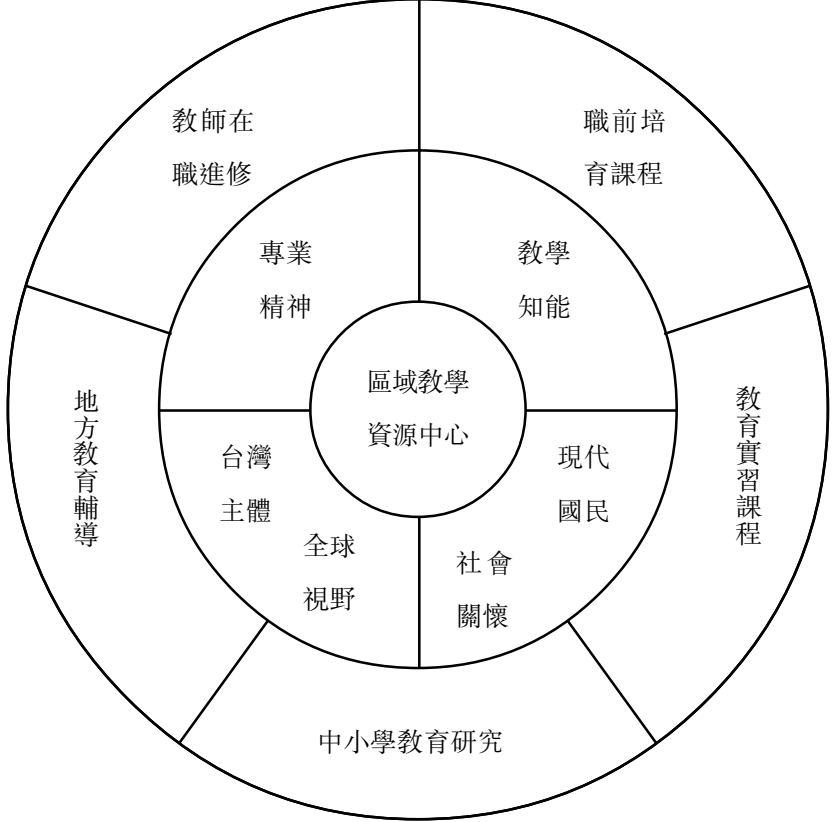 教師在
職進修
職前培
育課程
專業
精神
教學
知能
區域教學
資源中心
地方教育輔導
教育實習課程
台灣
主體
全球
視野
現代
國民
社會
關懷
中小學教育研究